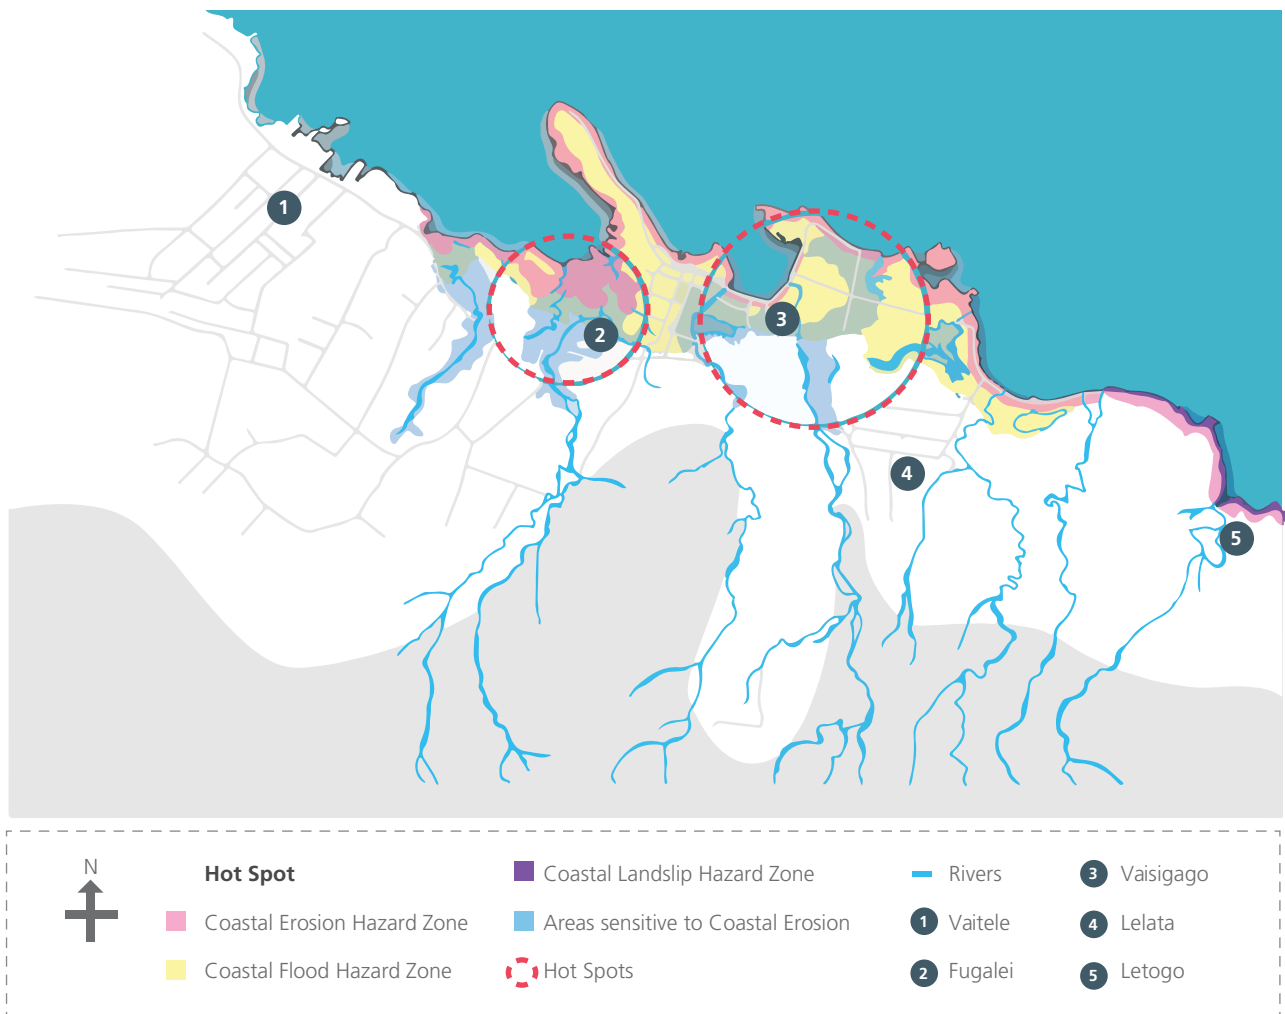 1
2
3
4
5
N
Hot Spot
Coastal Erosion Hazard Zone
Coastal Flood Hazard Zone
Coastal Landslip Hazard Zone
Areas sensitive to Coastal Erosion
Hot Spots
Rivers
1 Vaitele
2 Fugalei
3 Vaisigago
4 Lelata
5 Letogo